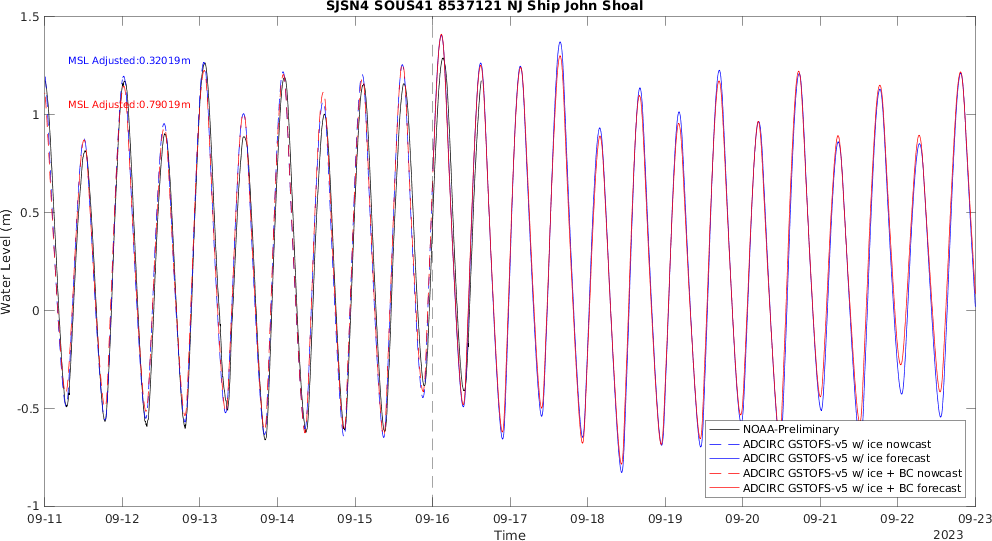 SJSN4 SOUS41 8537121 NJ Ship John Shoal
1.5
MSL Adjusted:0.32019m
MSL Adjusted:0.79019m
1
0.5
Water Level (m)
0
-0.5
-1
NOAA-Preliminary
ADCIRC GSTOFS-v5 w/ ice nowcast
ADCIRC GSTOFS-v5 w/ ice forecast
ADCIRC GSTOFS-v5 w/ ice + BC nowcast
ADCIRC GSTOFS-v5 w/ ice + BC forecast
09-11 09-12 09-13 09-14 09-15 09-16 09-17 09-18 09-19 09-20 09-21 09-22 09-23
Time
2023